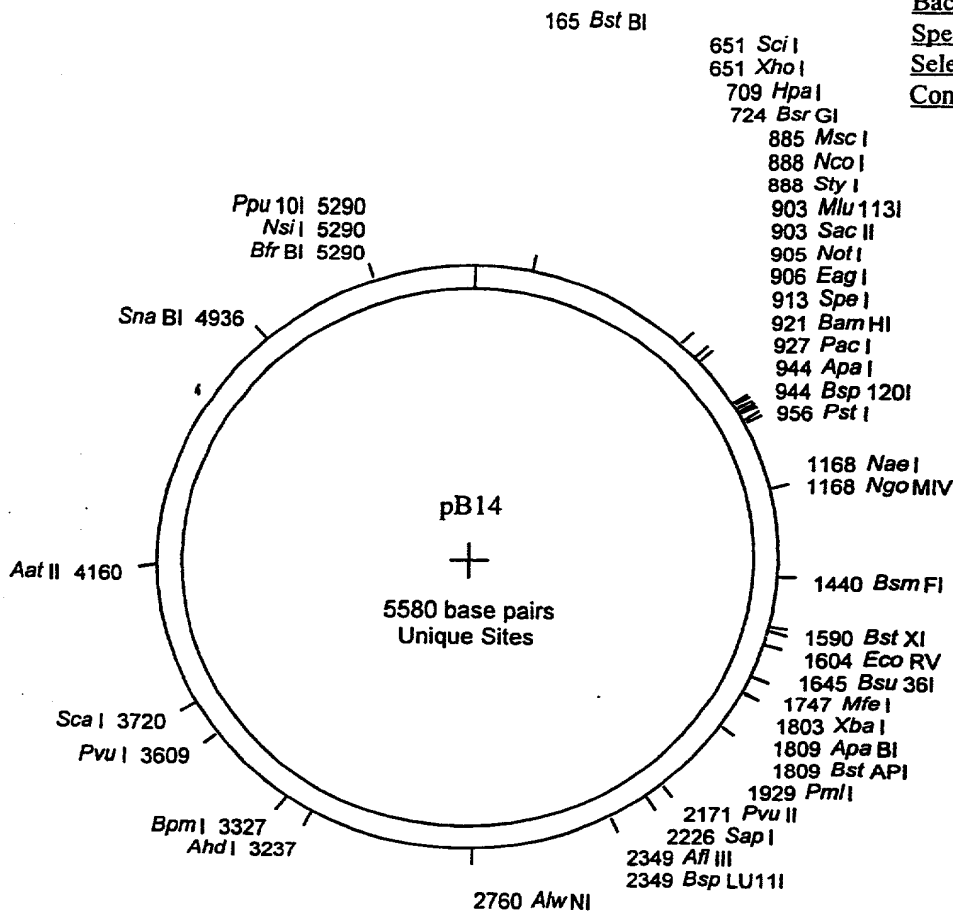 165 Bst BI
Bac
Spe
Sele
Con
651 Sci I
651 Xho I
709 Hpa I
724 Bsr GI
885 Msc I
888 Nco I
888 Sty I
903 Mlu 113I
903 Sac II
905 Not I
906 Eag I
913 Spe I
921 Bam HI
927 Pac I
944 Apa I
944 Bsp 120I
956 Pst I
1168 Nae I
1168 Ngo MIV
1440 Bsm FI
1590 Bst XI
1604 Eco RV
1645 Bsu 36I
1747 Mfe I
1803 Xba I
1809 Apa BI
1809 Bst API
1929 Pml I
2171 Pvu II
2226 Sap I
2349 Afl III
2349 Bsp LU11I
2760 Alw NI
Ahd I 3237
Bpm I 3327
Pvu I 3609
Sca I 3720
Aat II 4160
Sna BI 4936
Ppu 10I 5290
Nsi I 5290
Bfr BI 5290
pB14
5580 base pairs
Unique Sites